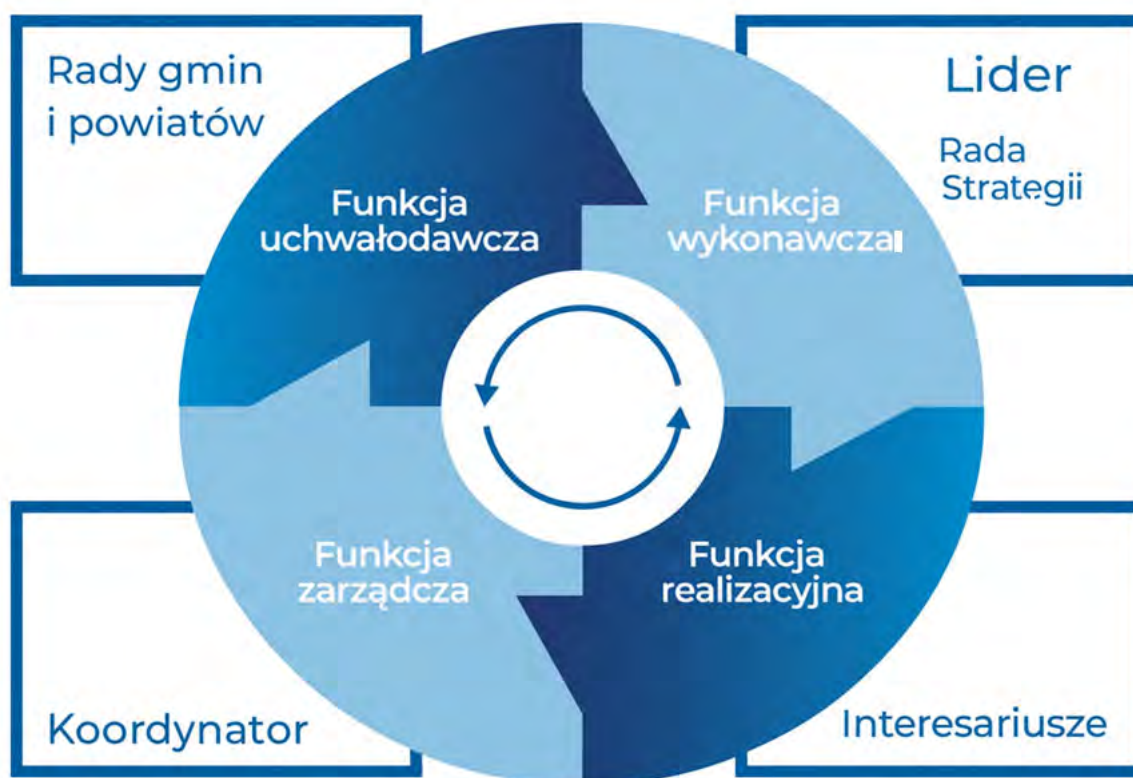 Rady gmin
i powiatów
Lider
Rada
Strategii
Funkcja
uchwałodawcza
Funkcja
wykonawcza
Funkcja
zarządcza
Funkcja
realizacyjna
Koordynator
Interesariusze